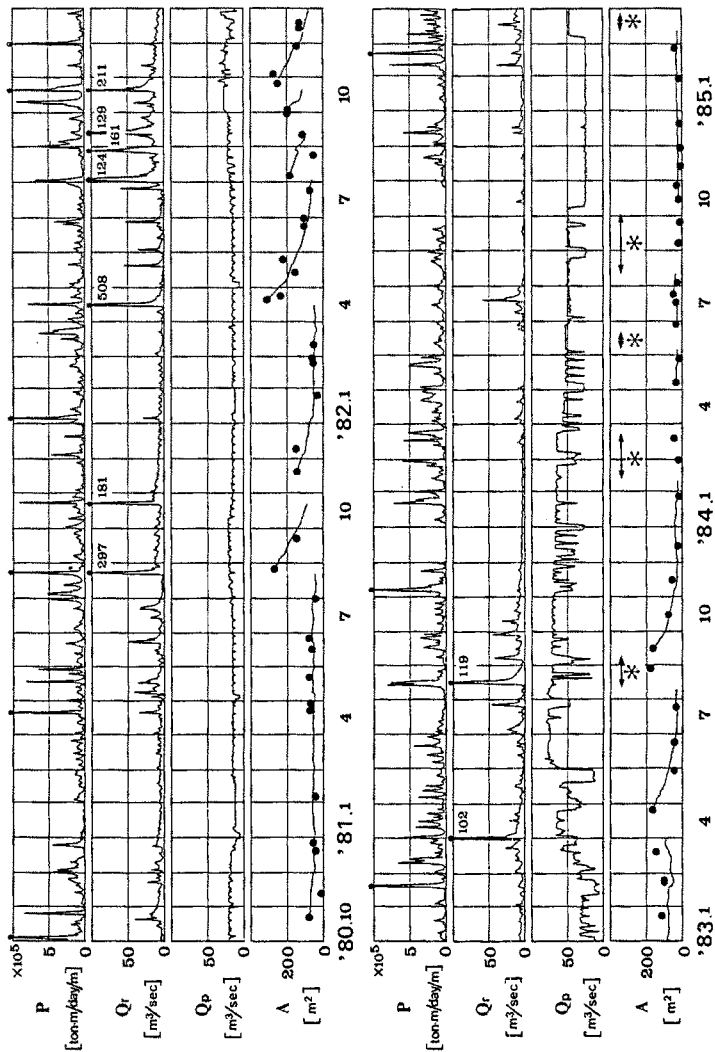 ×10⁵
5
P
[ton·m/day/m]
0
297 181 508 124 161 129 211
50
Qr
[m³/sec]
0
50
Qp
[m³/sec]
0
200
A
[m²]
0
'80.10 '81.1 4 7 10 '82.1 4 7 10
×10⁵
5
P
[ton·m/day/m]
0
102 119
50
Qr
[m³/sec]
0
50
Qp
[m³/sec]
0
* * * * *
200
A
[m²]
0
'83.1 4 7 10 '84.1 4 7 10 '85.1